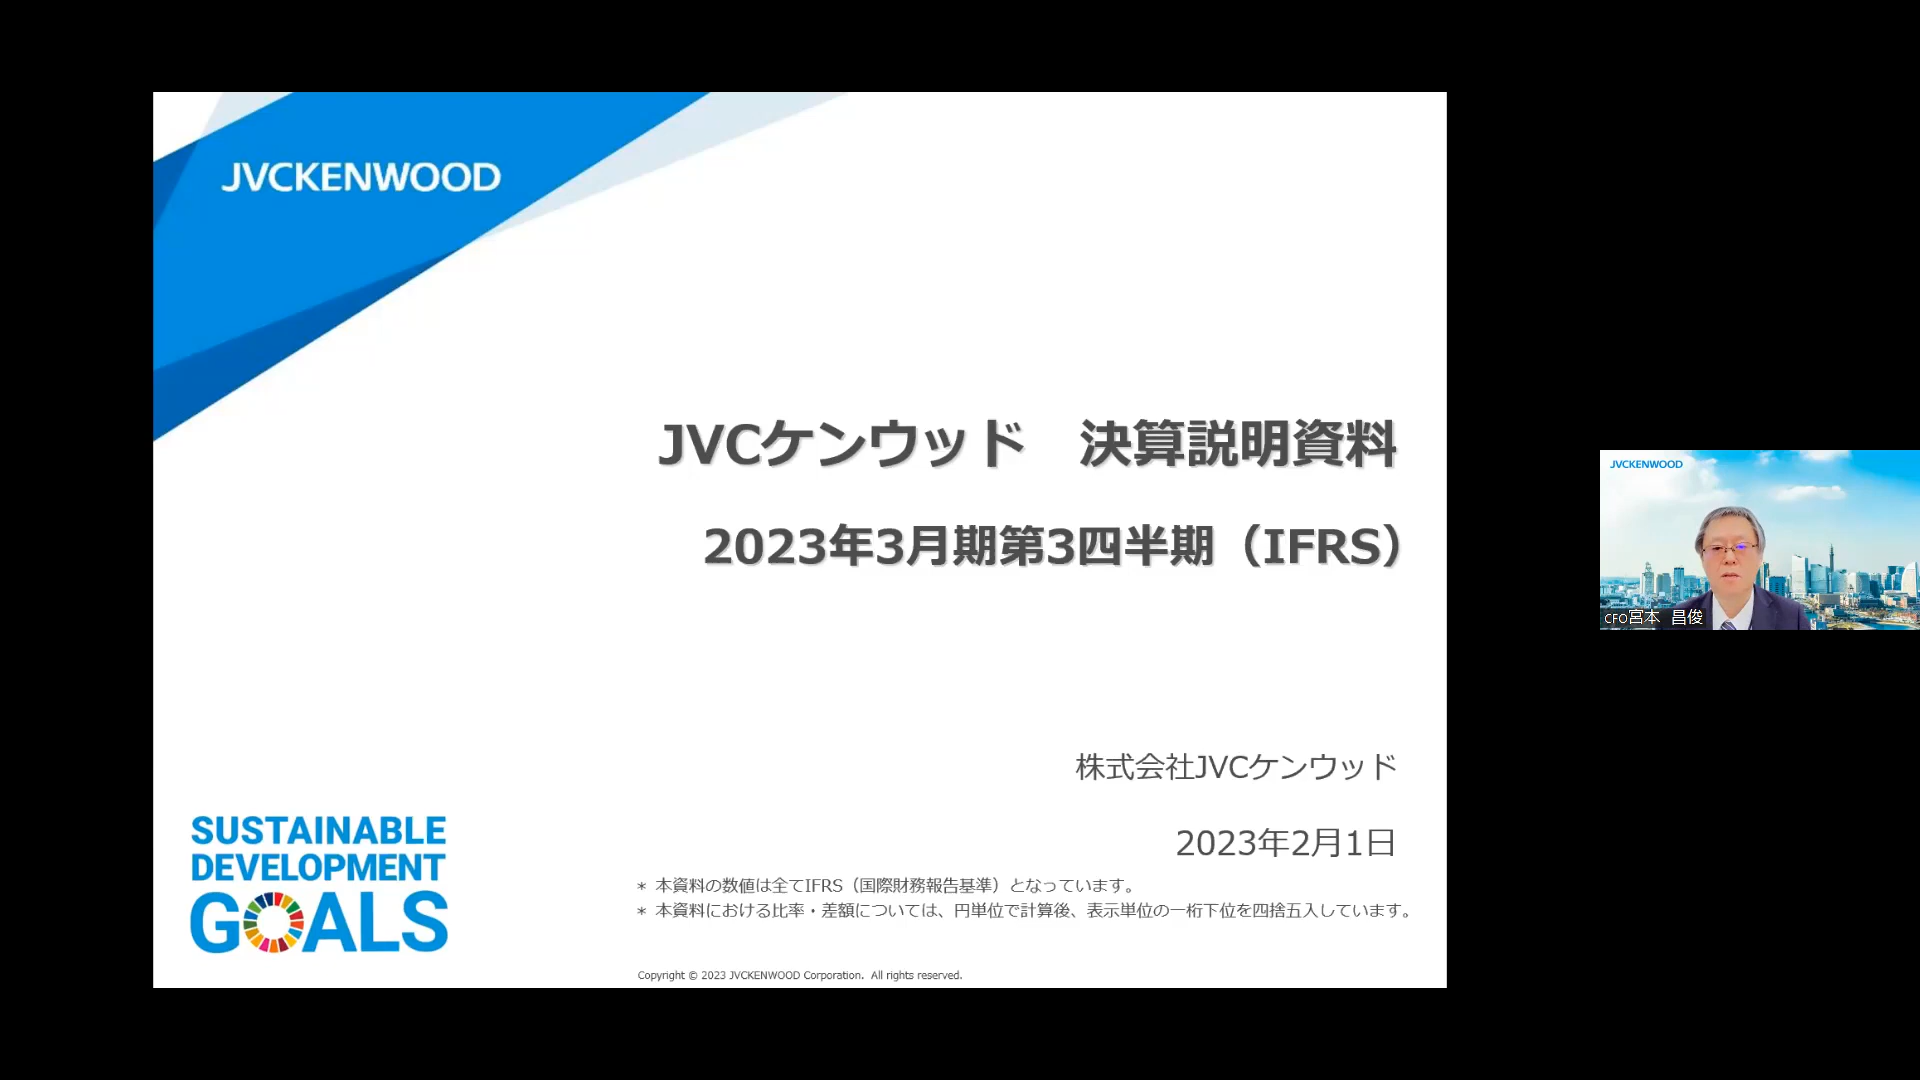 JVCKENWOOD
JVCケンウッド　決算説明資料
2023年3月期第3四半期（IFRS）
株式会社JVCケンウッド
2023年2月1日
SUSTAINABLE
DEVELOPMENT
GOALS
＊ 本資料の数値は全てIFRS（国際財務報告基準）となっています。
＊ 本資料における比率・差額については、円単位で計算後、表示単位の一桁下位を四捨五入しています。
Copyright © 2023 JVCKENWOOD Corporation. All rights reserved.
JVCKENWOOD
CFO宮本　昌俊